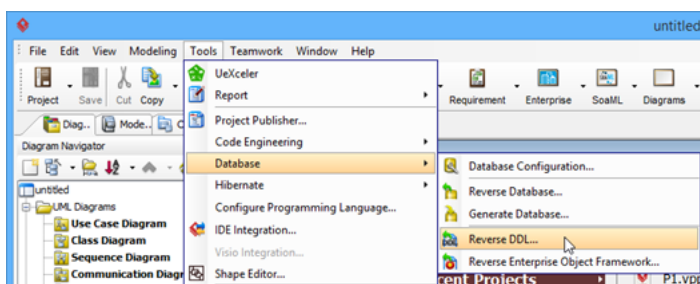 untitled
File Edit View Modeling Tools Teamwork Window Help
Project Save Cut Copy
Requirement Enterprise SoaML Diagrams
UeXceler
Report
Project Publisher...
Code Engineering
Database
Hibernate
Configure Programming Language...
IDE Integration...
Visio Integration...
Shape Editor...
Diag.. Mode..
Diagram Navigator
untitled
UML Diagrams
Use Case Diagram
Class Diagram
Sequence Diagram
Communication Diagr
Database Configuration...
Reverse Database...
Generate Database...
Reverse DDL...
Reverse Enterprise Object Framework...
cent Projects
P1.vpp